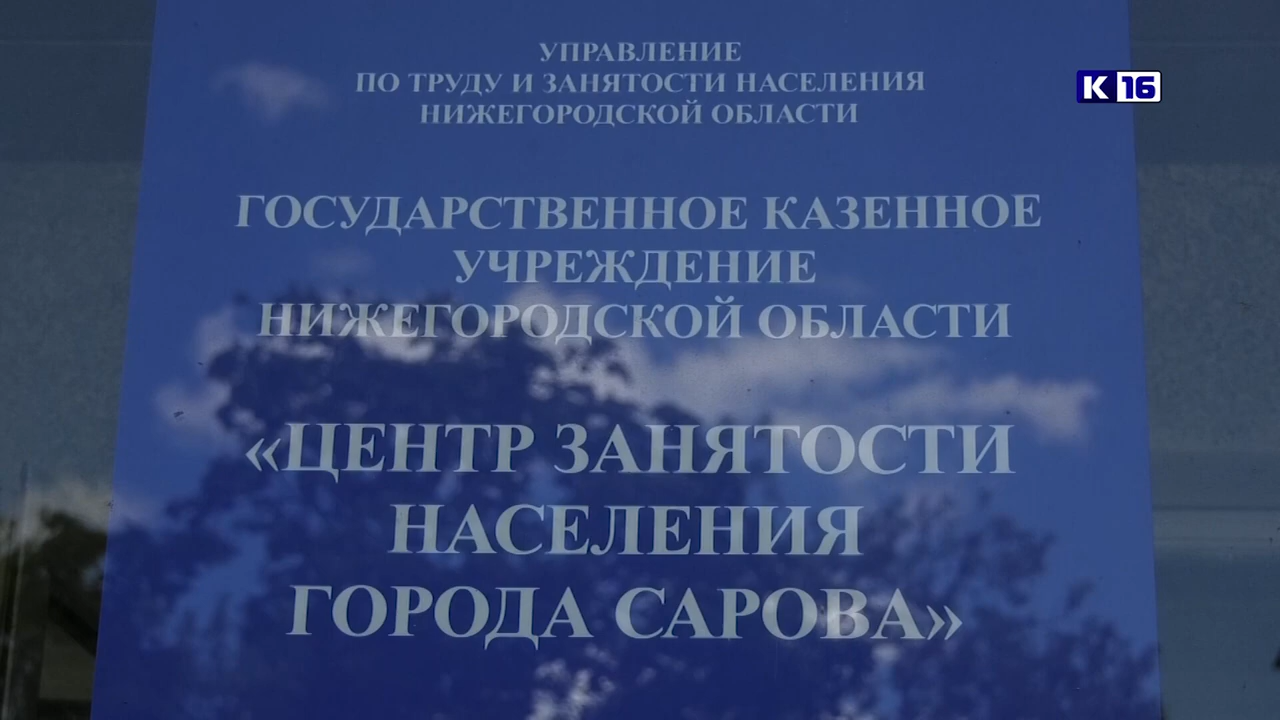 УПРАВЛЕНИЕ
ПО ТРУДУ И ЗАНЯТОСТИ НАСЕЛЕНИЯ
НИЖЕГОРОДСКОЙ ОБЛАСТИ
К 16
ГОСУДАРСТВЕННОЕ КАЗЕННОЕ
УЧРЕЖДЕНИЕ
НИЖЕГОРОДСКОЙ ОБЛАСТИ
«ЦЕНТР ЗАНЯТОСТИ
НАСЕЛЕНИЯ
ГОРОДА САРОВА»